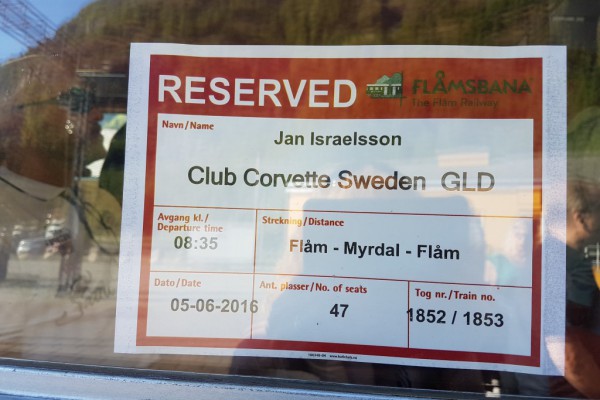 RESERVED
FLÅMSBANA
The Flåm Railway
Navn / Name
Jan Israelsson
Club Corvette Sweden GLD
Avgang kl./
Departure time
08:35
Strekning / Distance
Flåm - Myrdal - Flåm
Dato / Date
05-06-2016
Ant. plasser / No. of seats
47
Tog nr. / Train no.
1852 / 1853